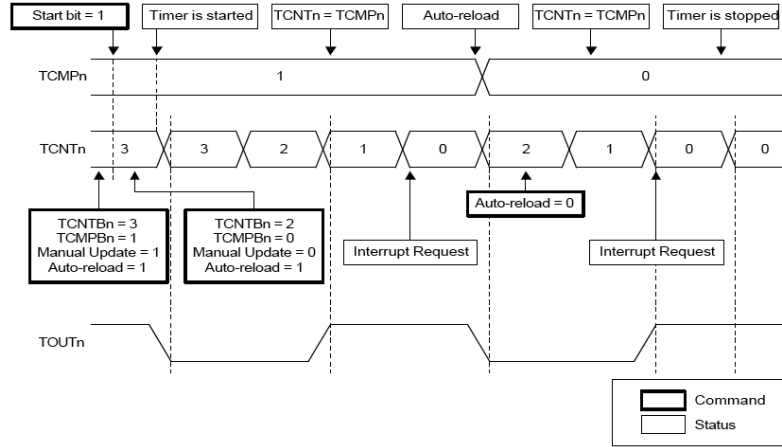 Start bit = 1
Timer is started
TCNTn = TCMPn
Auto-reload
TCNTn = TCMPn
Timer is stopped
TCMPn
1
0
TCNTn
3
3
2
1
0
2
1
0
0
TCNTBn = 3
TCMPBn = 1
Manual Update = 1
Auto-reload = 1
TCNTBn = 2
TCMPBn = 0
Manual Update = 0
Auto-reload = 1
Interrupt Request
Auto-reload = 0
Interrupt Request
TOUTn
Command
Status